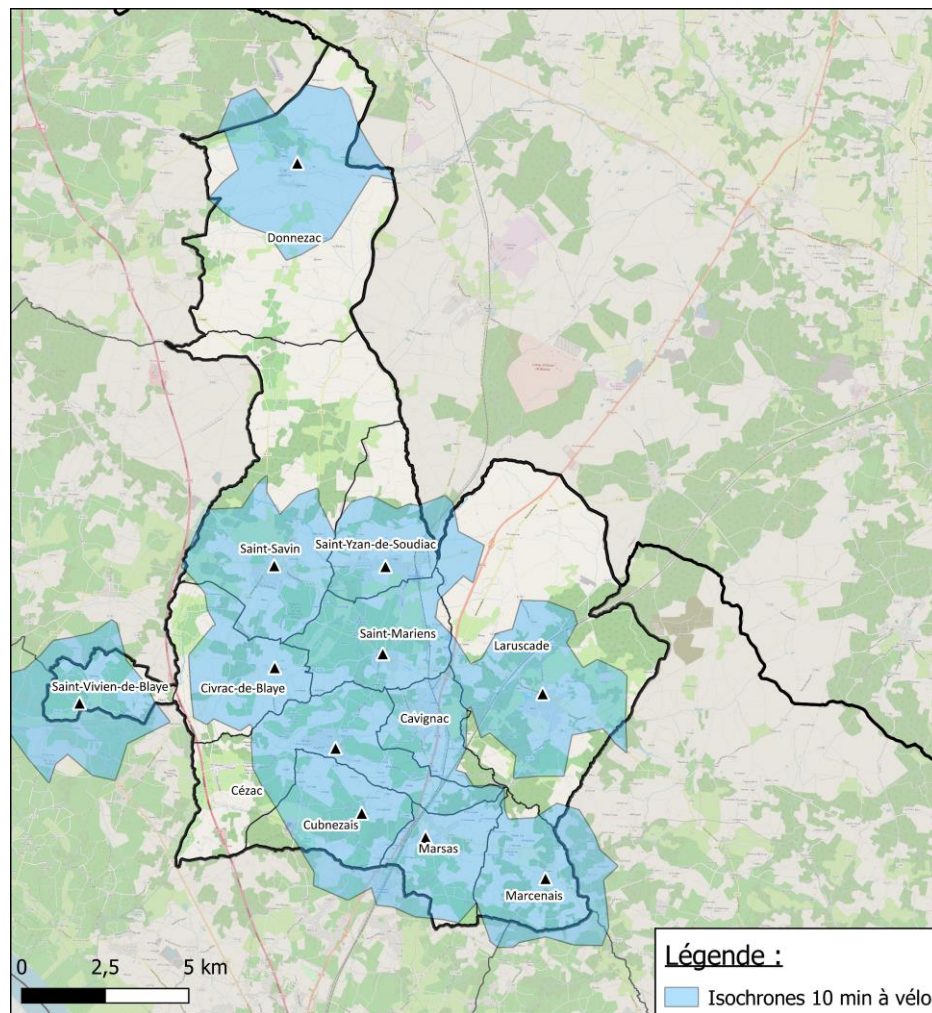 Donnezac
Saint-Savin
Saint-Yzan-de-Soudiac
Saint-Mariens
Laruscade
Saint-Vivien-de-Blaye
Civrac-de-Blaye
Cavignac
Cézac
Cubnezais
Marsas
Marcenais
0 2,5 5 km
Légende :
Isochrones 10 min à vélo